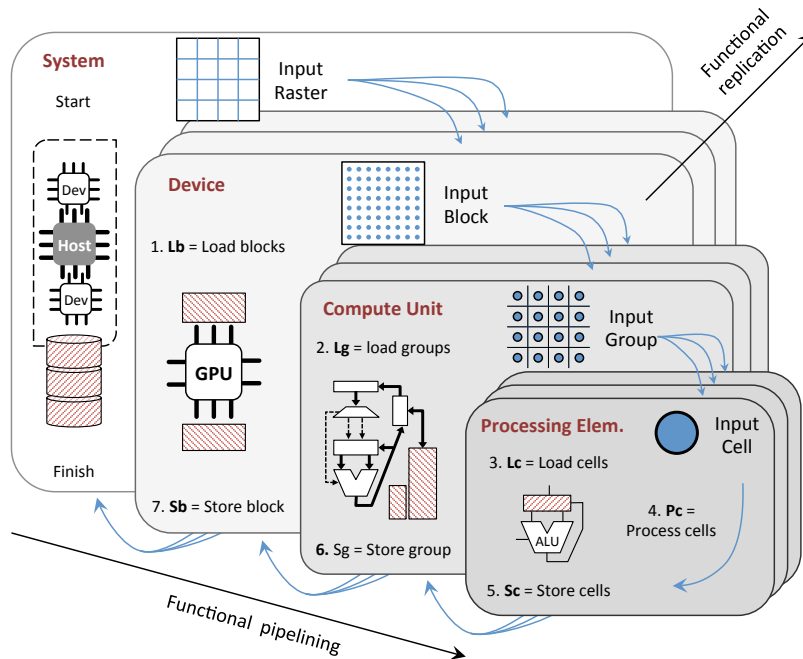 System
Start
Input
Raster
Functional
replication
Dev
Host
Dev
Finish
Device
Input
Block
1. Lb = Load blocks
GPU
7. Sb = Store block
Compute Unit
Input
Group
2. Lg = load groups
6. Sg = Store group
Processing Elem.
Input
Cell
3. Lc = Load cells
4. Pc =
Process cells
ALU
5. Sc = Store cells
Functional pipelining